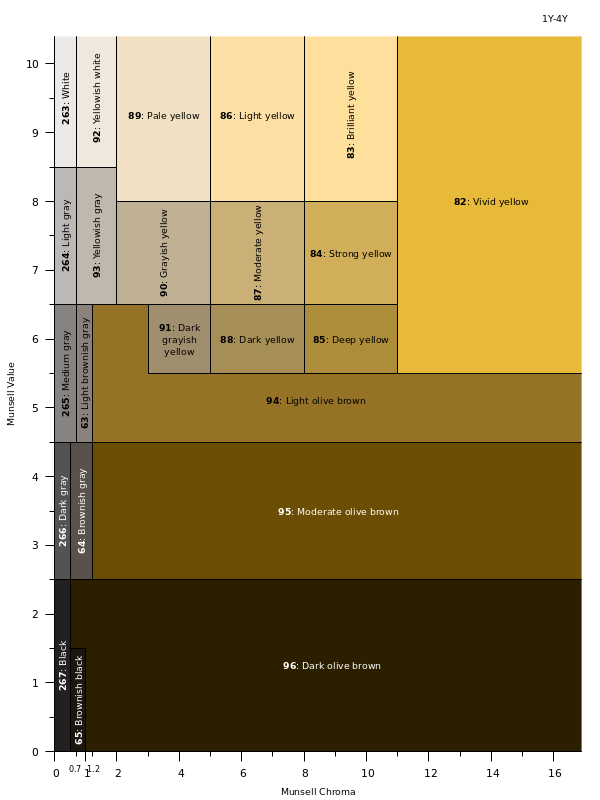 1Y-4Y
10
9
8
7
6
5
4
3
2
1
0
Munsell Value
263: White
92: Yellowish white
89: Pale yellow
86: Light yellow
83: Brilliant yellow
82: Vivid yellow
264: Light gray
93: Yellowish gray
90: Grayish yellow
87: Moderate yellow
84: Strong yellow
265: Medium gray
63: Light brownish gray
91: Dark
grayish
yellow
88: Dark yellow
85: Deep yellow
94: Light olive brown
266: Dark gray
64: Brownish gray
95: Moderate olive brown
267: Black
65: Brownish black
96: Dark olive brown
0 1 2 4 6 8 10 12 14 16
0.7 1.2
Munsell Chroma